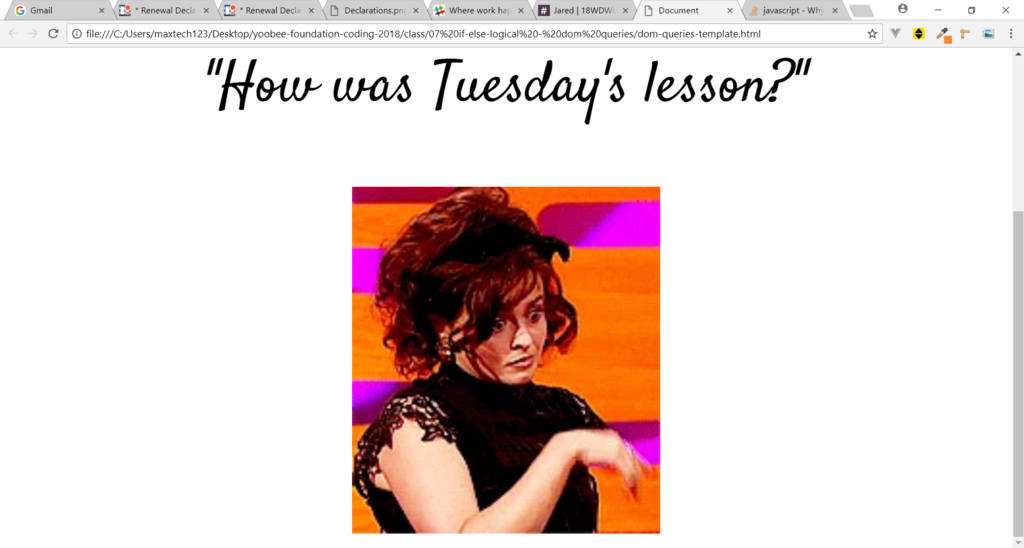 Gmail
* Renewal Decla
* Renewal Decla
Declarations.pn
Where work hap
Jared | 18WDW
Document
javascript - Why
file:///C:/Users/maxtech123/Desktop/yoobee-foundation-coding-2018/class/07%20if-else-logical%20-%20dom%20queries/dom-queries-template.html
"How was Tuesday's lesson?"